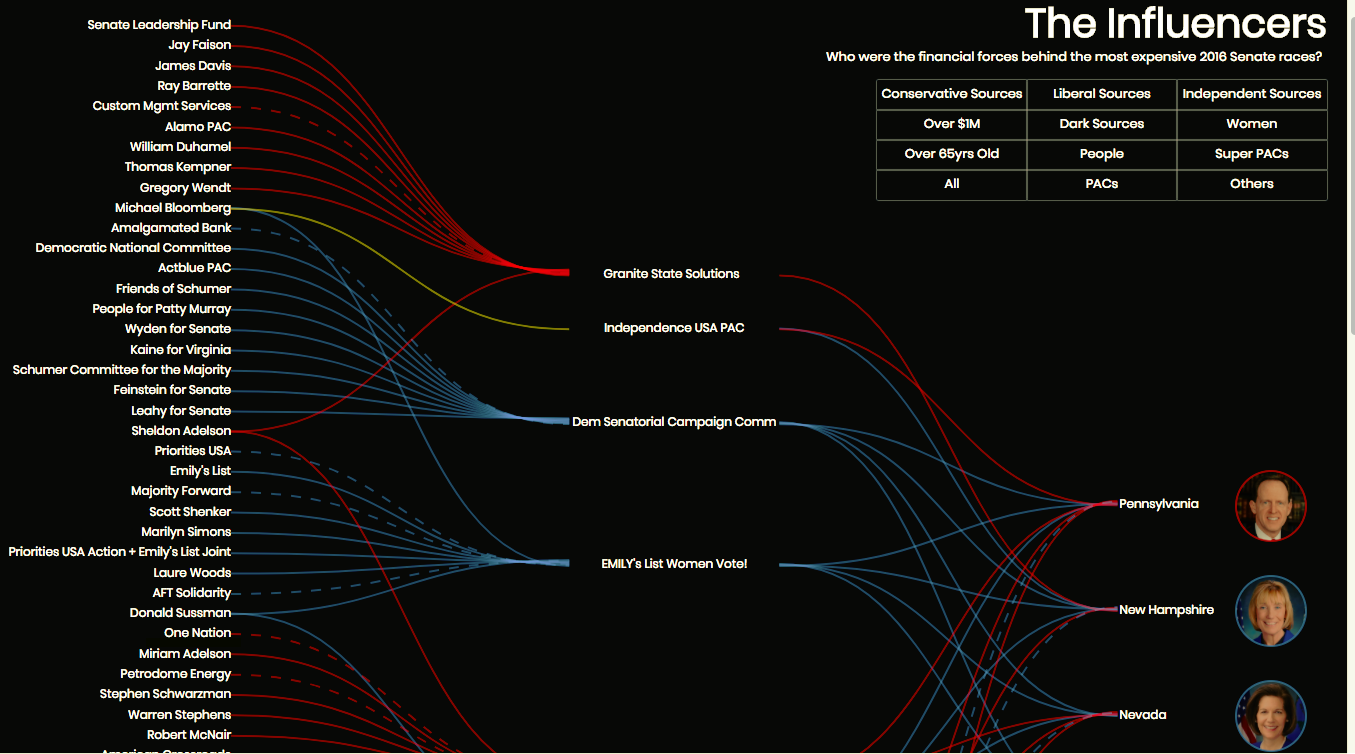 The Influencers
Who were the financial forces behind the most expensive 2016 Senate races?
Conservative Sources Liberal Sources Independent Sources
Over $1M Dark Sources Women
Over 65yrs Old People Super PACs
All PACs Others
Senate Leadership Fund
Jay Faison
James Davis
Ray Barrette
Custom Mgmt Services
Alamo PAC
William Duhamel
Thomas Kempner
Gregory Wendt
Michael Bloomberg
Amalgamated Bank
Democratic National Committee
Actblue PAC
Friends of Schumer
People for Patty Murray
Wyden for Senate
Kaine for Virginia
Schumer Committee for the Majority
Feinstein for Senate
Leahy for Senate
Sheldon Adelson
Priorities USA
Emily's List
Majority Forward
Scott Shenker
Marilyn Simons
Priorities USA Action + Emily's List Joint
Laure Woods
AFT Solidarity
Donald Sussman
One Nation
Miriam Adelson
Petrodome Energy
Stephen Schwarzman
Warren Stephens
Robert McNair
Granite State Solutions
Independence USA PAC
Dem Senatorial Campaign Comm
EMILY's List Women Vote!
Pennsylvania
New Hampshire
Nevada